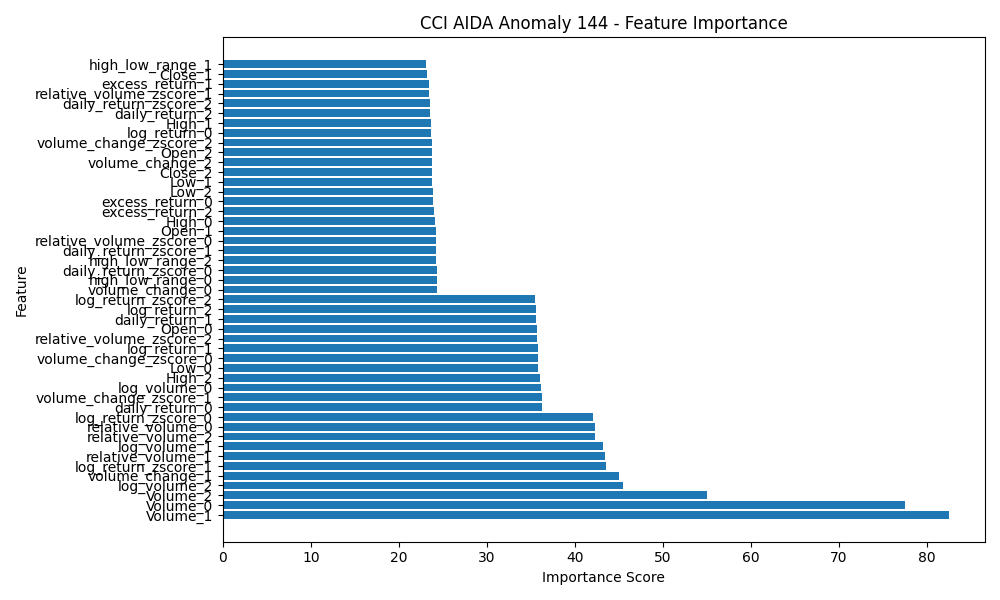 CCI AIDA Anomaly 144 - Feature Importance
high_low_range_1
Close_1
excess_return_1
relative_volume_zscore_1
daily_return_zscore_2
daily_return_2
High_1
log_return_0
volume_change_zscore_2
Open_2
volume_change_2
Close_2
Low_1
Low_2
excess_return_0
excess_return_2
High_0
Open_1
relative_volume_zscore_0
daily_return_zscore_1
high_low_range_2
daily_return_zscore_0
high_low_range_0
volume_change_0
log_return_zscore_2
log_return_2
daily_return_1
Open_0
relative_volume_zscore_2
log_return_1
volume_change_zscore_0
Low_0
High_2
log_volume_0
volume_change_zscore_1
daily_return_0
log_return_zscore_0
relative_volume_0
relative_volume_2
log_volume_1
relative_volume_1
log_return_zscore_1
volume_change_1
log_volume_2
Volume_2
Volume_0
Volume_1
Feature
0 10 20 30 40 50 60 70 80
Importance Score